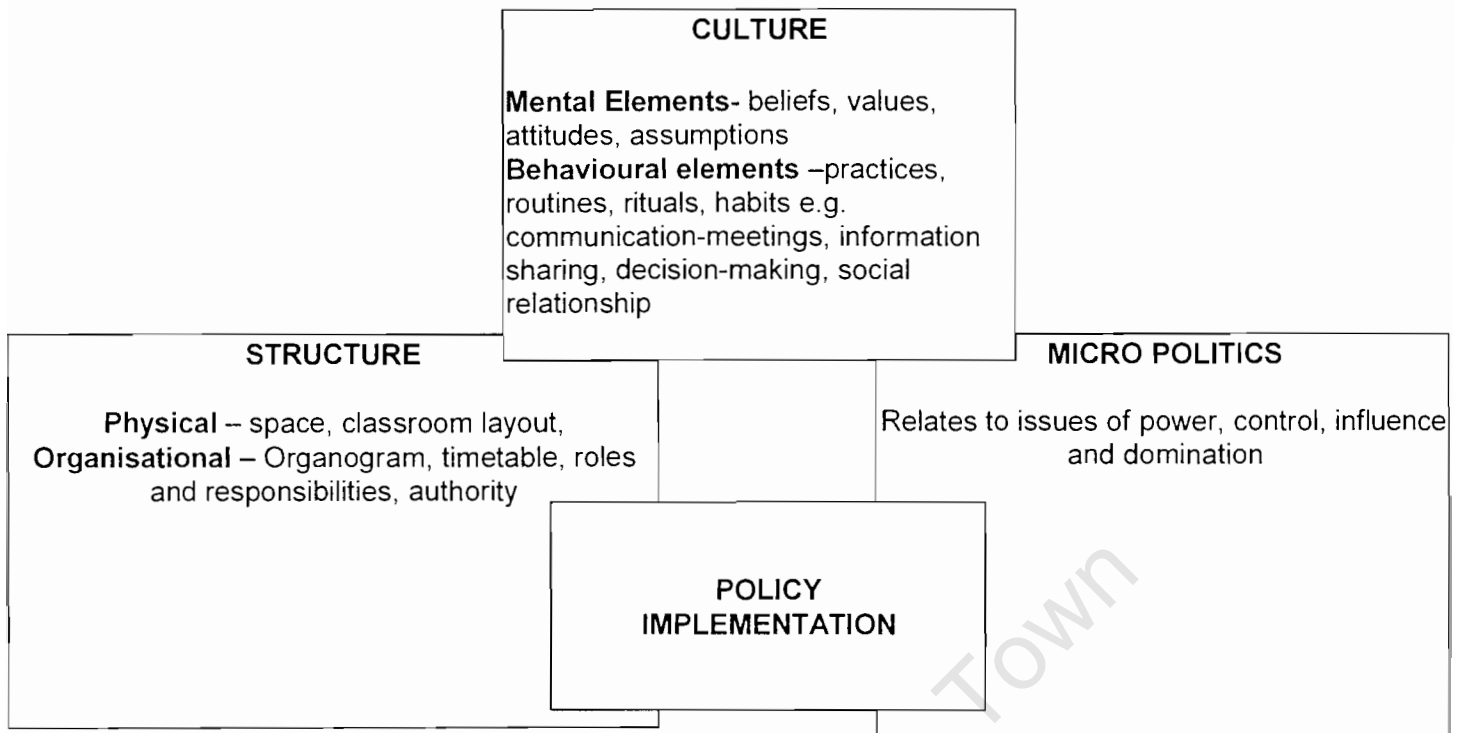 CULTURE
Mental Elements- beliefs, values,
attitudes, assumptions
Behavioural elements –practices,
routines, rituals, habits e.g.
communication-meetings, information
sharing, decision-making, social
relationship
STRUCTURE
Physical – space, classroom layout,
Organisational – Organogram, timetable, roles
and responsibilities, authority
MICRO POLITICS
Relates to issues of power, control, influence
and domination
POLICY
IMPLEMENTATION
Town